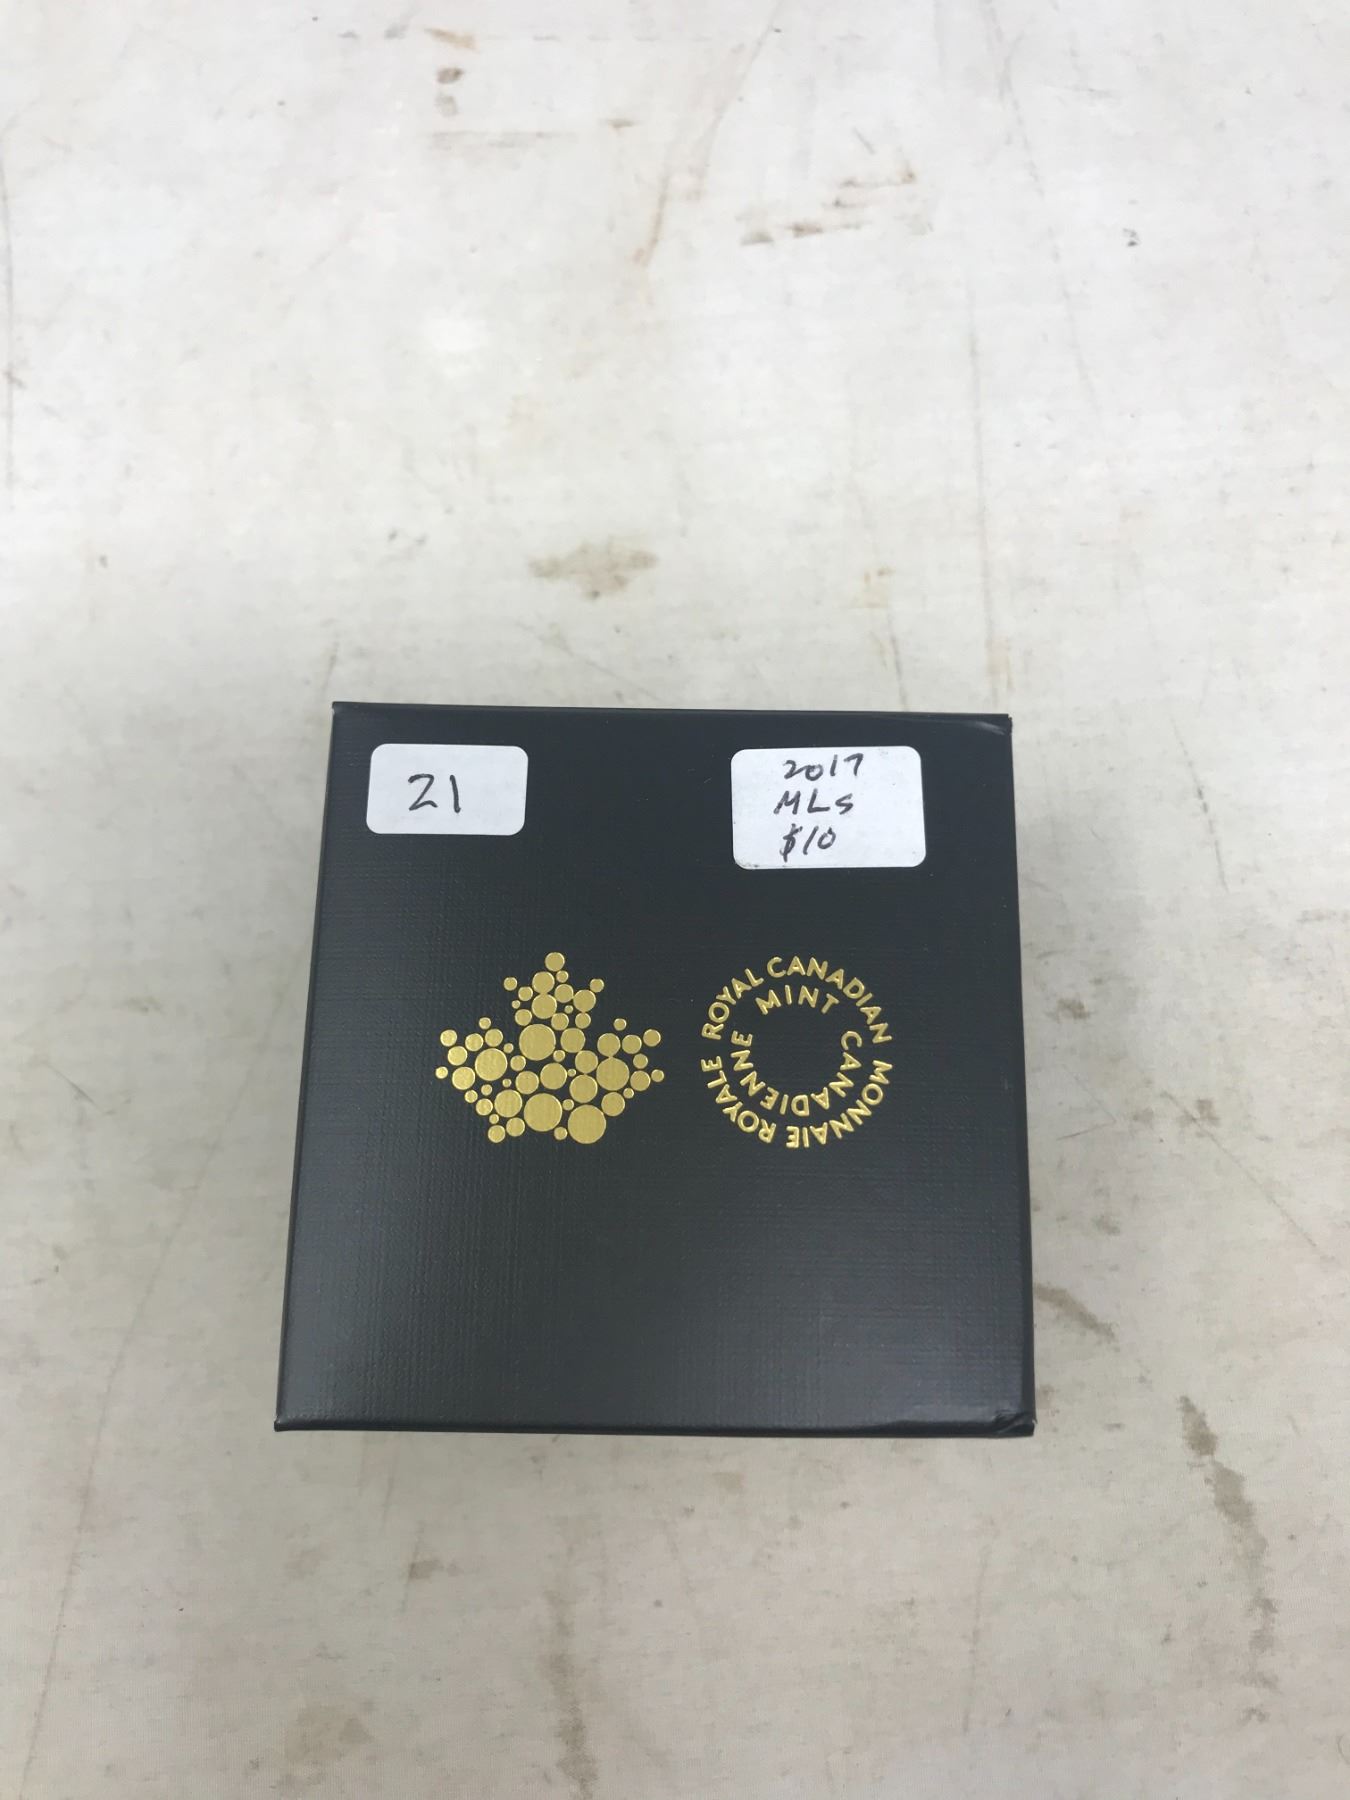 21
2017
MLS
$10
ROYAL CANADIAN MINT
MONNAIE ROYALE CANADIENNE